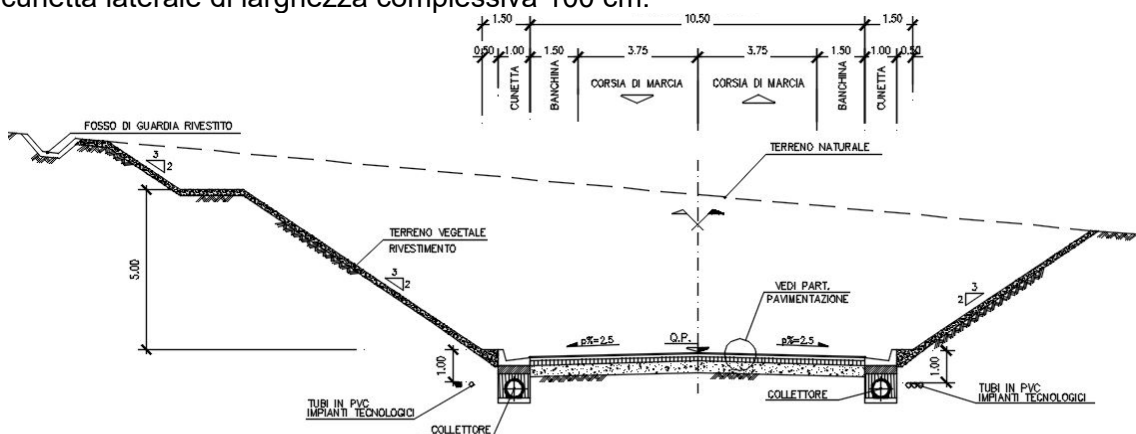 cunetta laterale di larghezza complessiva 100 cm.
1.50 10.50 1.50
0.50 1.00 1.50 3.75 3.75 1.50 1.00 0.50
CUNETTA
BANCHINA
CORSIA DI MARCIA
CORSIA DI MARCIA
BANCHINA
CUNETTA
FOSSO DI GUARDIA RIVESTITO
3
2
TERRENO NATURALE
TERRENO VEGETALE
RIVESTIMENTO
5.00
3
2
VEDI PART.
PAVIMENTAZIONE
3
2
p%=2.5
Q.P.
p%=2.5
1.00
1.00
TUBI IN PVC
IMPIANTI TECNOLOGICI
COLLETTORE
COLLETTORE
TUBI IN PVC
IMPIANTI TECNOLOGICI